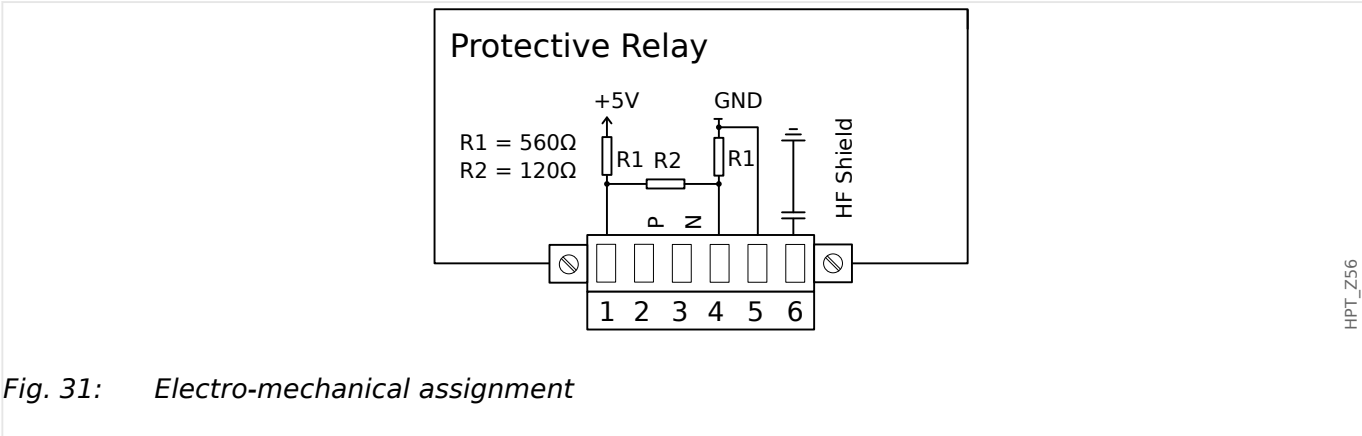 Protective Relay
+5V
GND
R1 = 560Ω
R2 = 120Ω
R1
R2
R1
HF Shield
P
N
1 2 3 4 5 6
HPT_Z56
Fig. 31: Electro-mechanical assignment